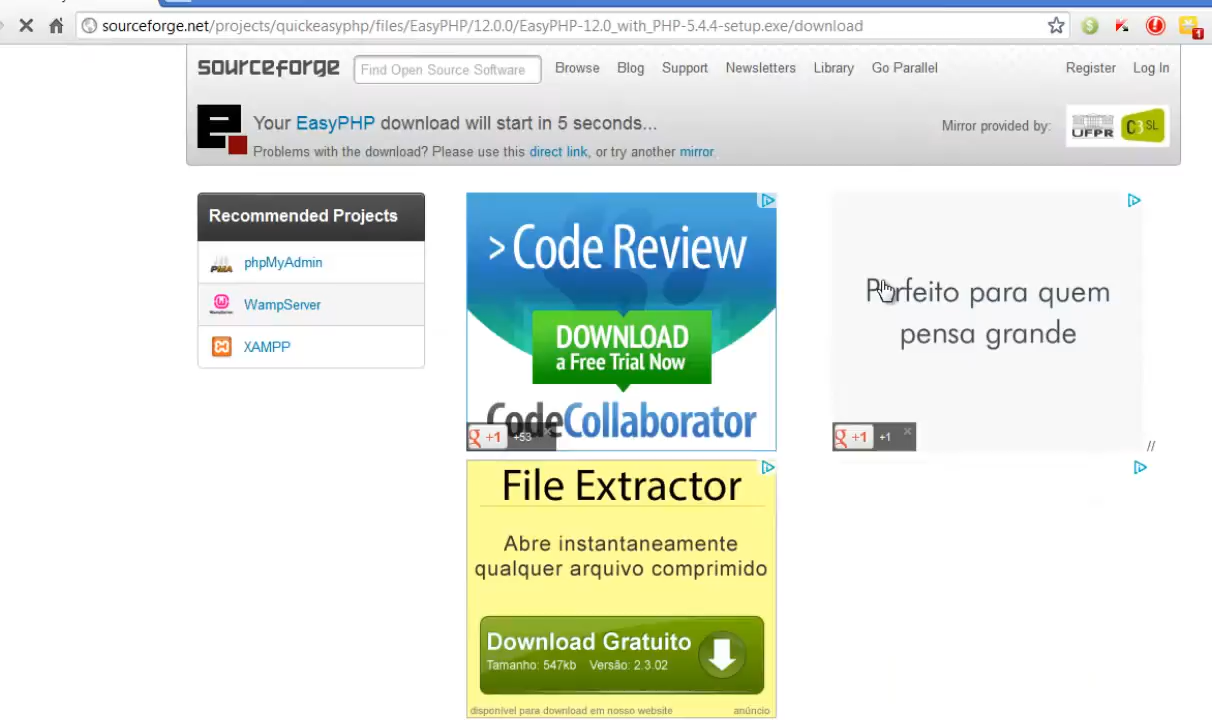 sourceforge.net/projects/quickeasyphp/files/EasyPHP/12.0.0/EasyPHP-12.0_with_PHP-5.4.4-setup.exe/download
1
sourceforge
Find Open Source Software
Browse
Blog
Support
Newsletters
Library
Go Parallel
Register
Log In
Your EasyPHP download will start in 5 seconds...
Problems with the download? Please use this direct link, or try another mirror.
Mirror provided by:
UFPR
C3 SL
Recommended Projects
phpMyAdmin
WampServer
XAMPP
> Code Review
DOWNLOAD
a Free Trial Now
CodeCollaborator
g +1 +53
Perfeito para quem
pensa grande
g +1 +1
//
File Extractor
Abre instantaneamente
qualquer arquivo comprimido
Download Gratuito
Tamanho: 547kb Versão: 2.3.02
disponível para download em nosso website
anúncio